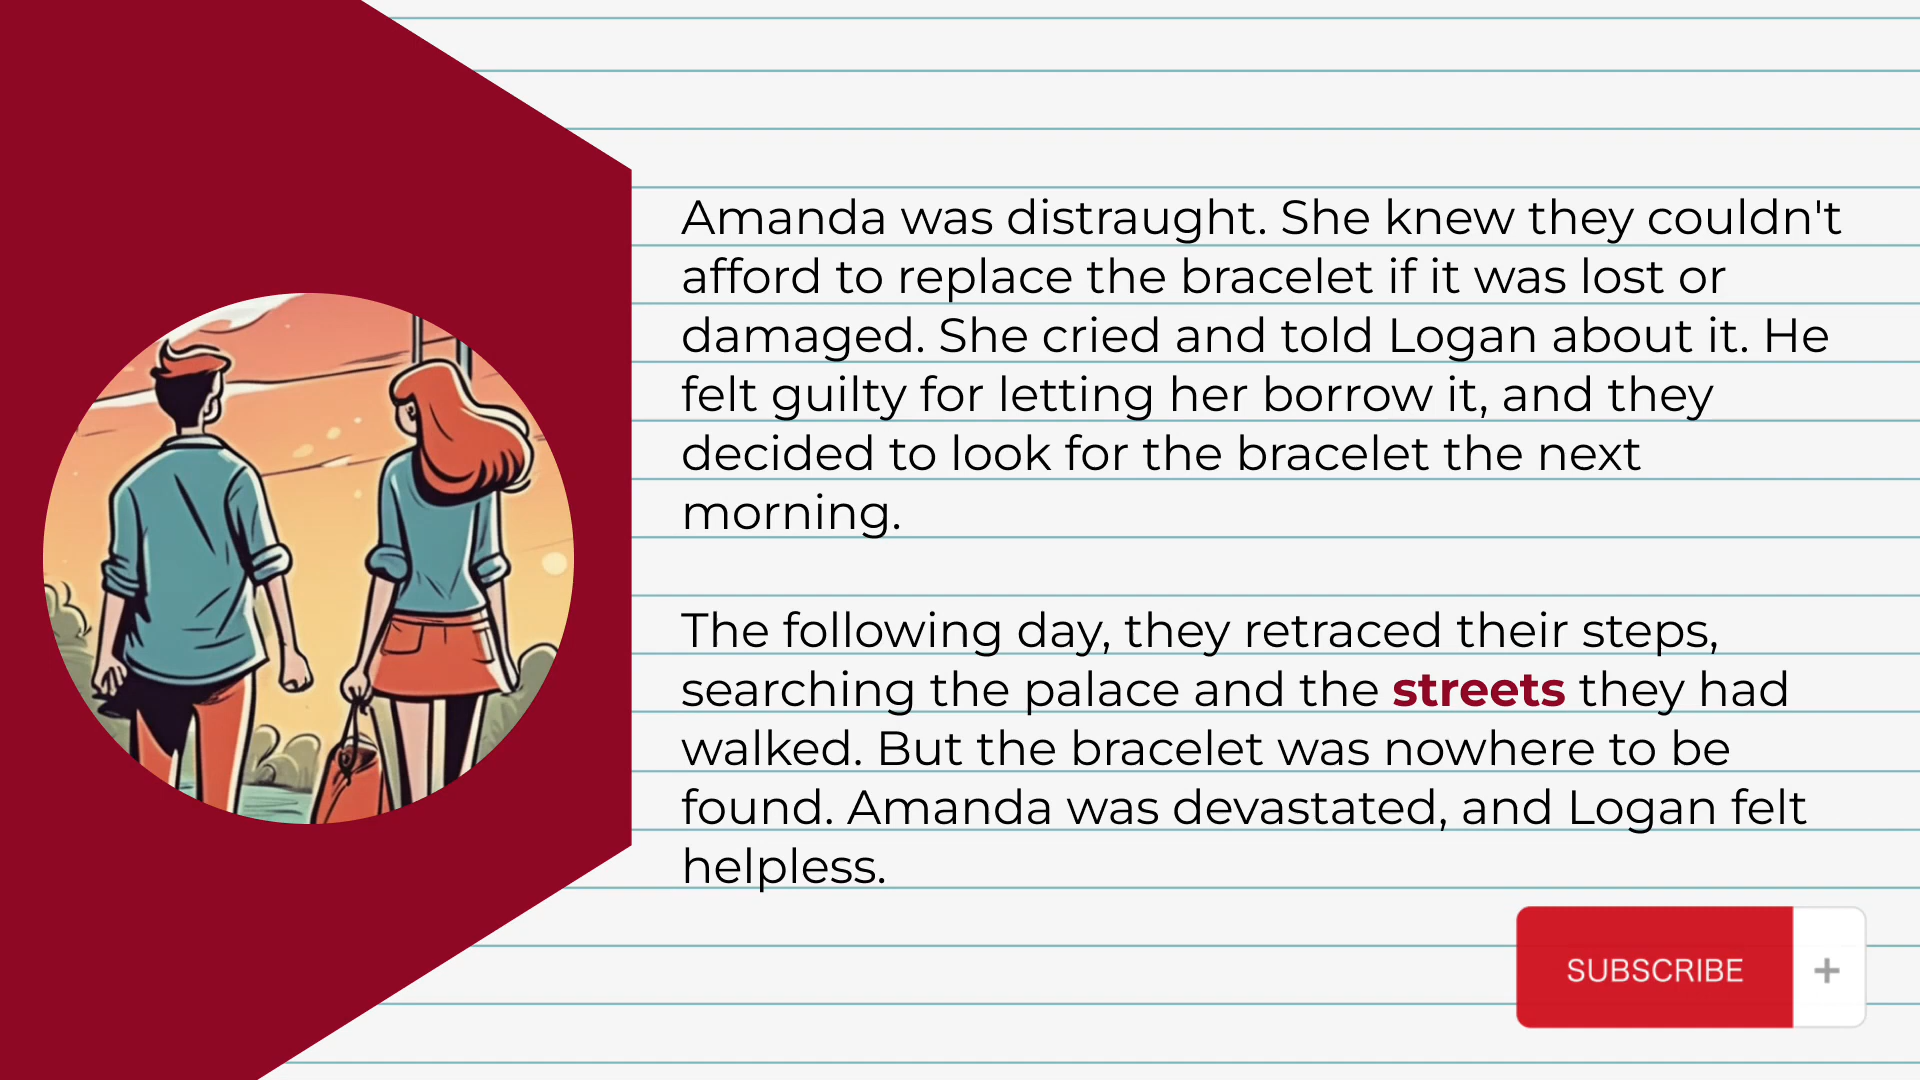 Amanda was distraught. She knew they couldn't
afford to replace the bracelet if it was lost or
damaged. She cried and told Logan about it. He
felt guilty for letting her borrow it, and they
decided to look for the bracelet the next
morning.
The following day, they retraced their steps,
searching the palace and the streets they had
walked. But the bracelet was nowhere to be
found. Amanda was devastated, and Logan felt
helpless.
SUBSCRIBE +